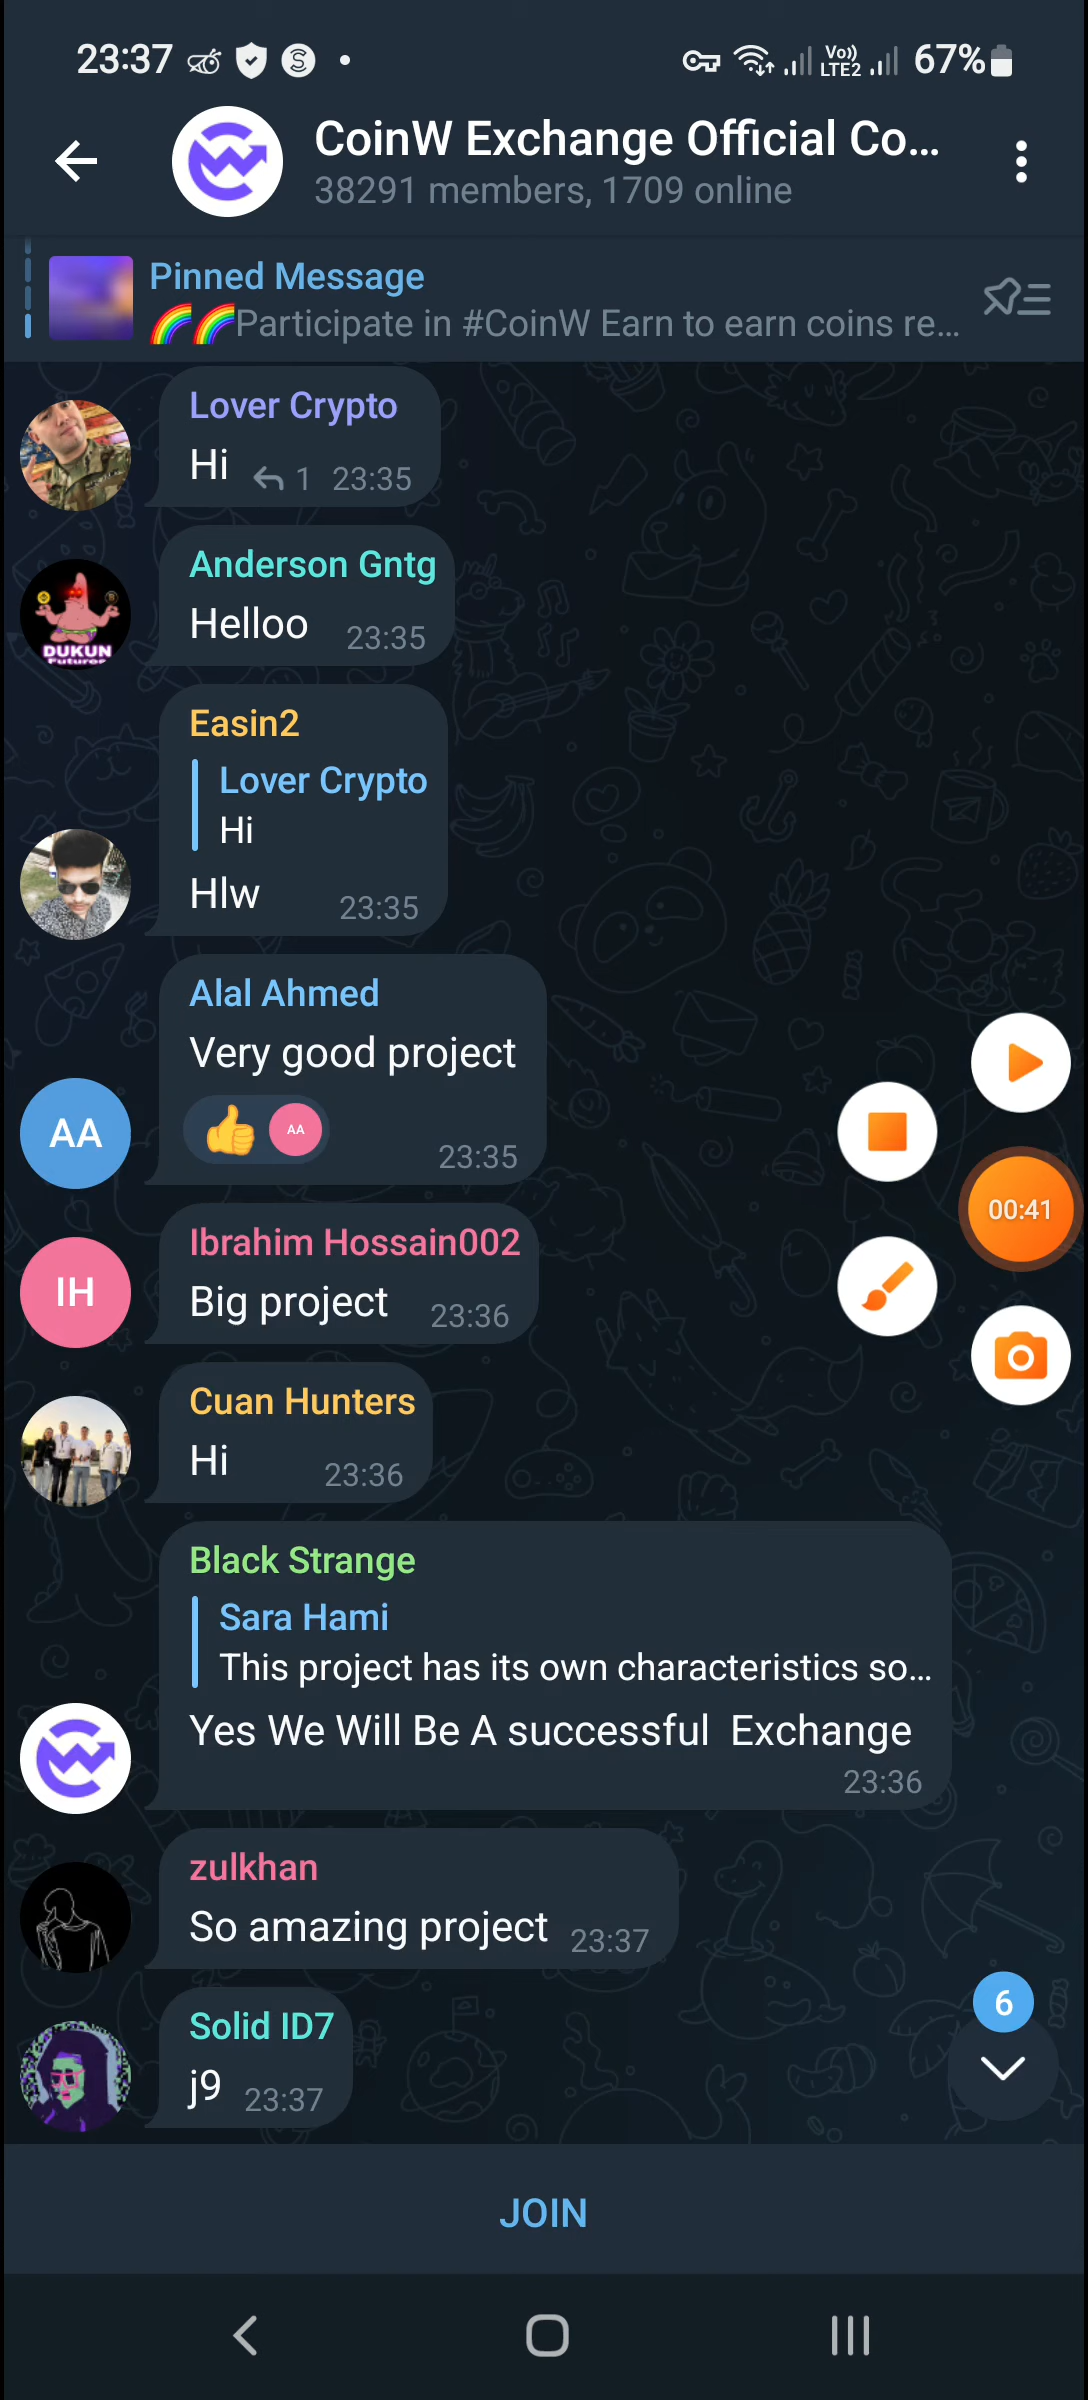 23:37
Vo))
LTE2
67%
CoinW Exchange Official Co...
38291 members, 1709 online
Pinned Message
🌈🌈Participate in #CoinW Earn to earn coins re...
Lover Crypto
Hi 1 23:35
Anderson Gntg
Helloo 23:35
DUKUN
Futuros
Easin2
Lover Crypto
Hi
Hlw 23:35
Alal Ahmed
Very good project
AA
👍 AA
23:35
00:41
Ibrahim Hossain002
IH
Big project 23:36
Cuan Hunters
Hi 23:36
Black Strange
Sara Hami
This project has its own characteristics so...
Yes We Will Be A successful  Exchange
23:36
zulkhan
So amazing project 23:37
6
Solid ID7
j9 23:37
JOIN